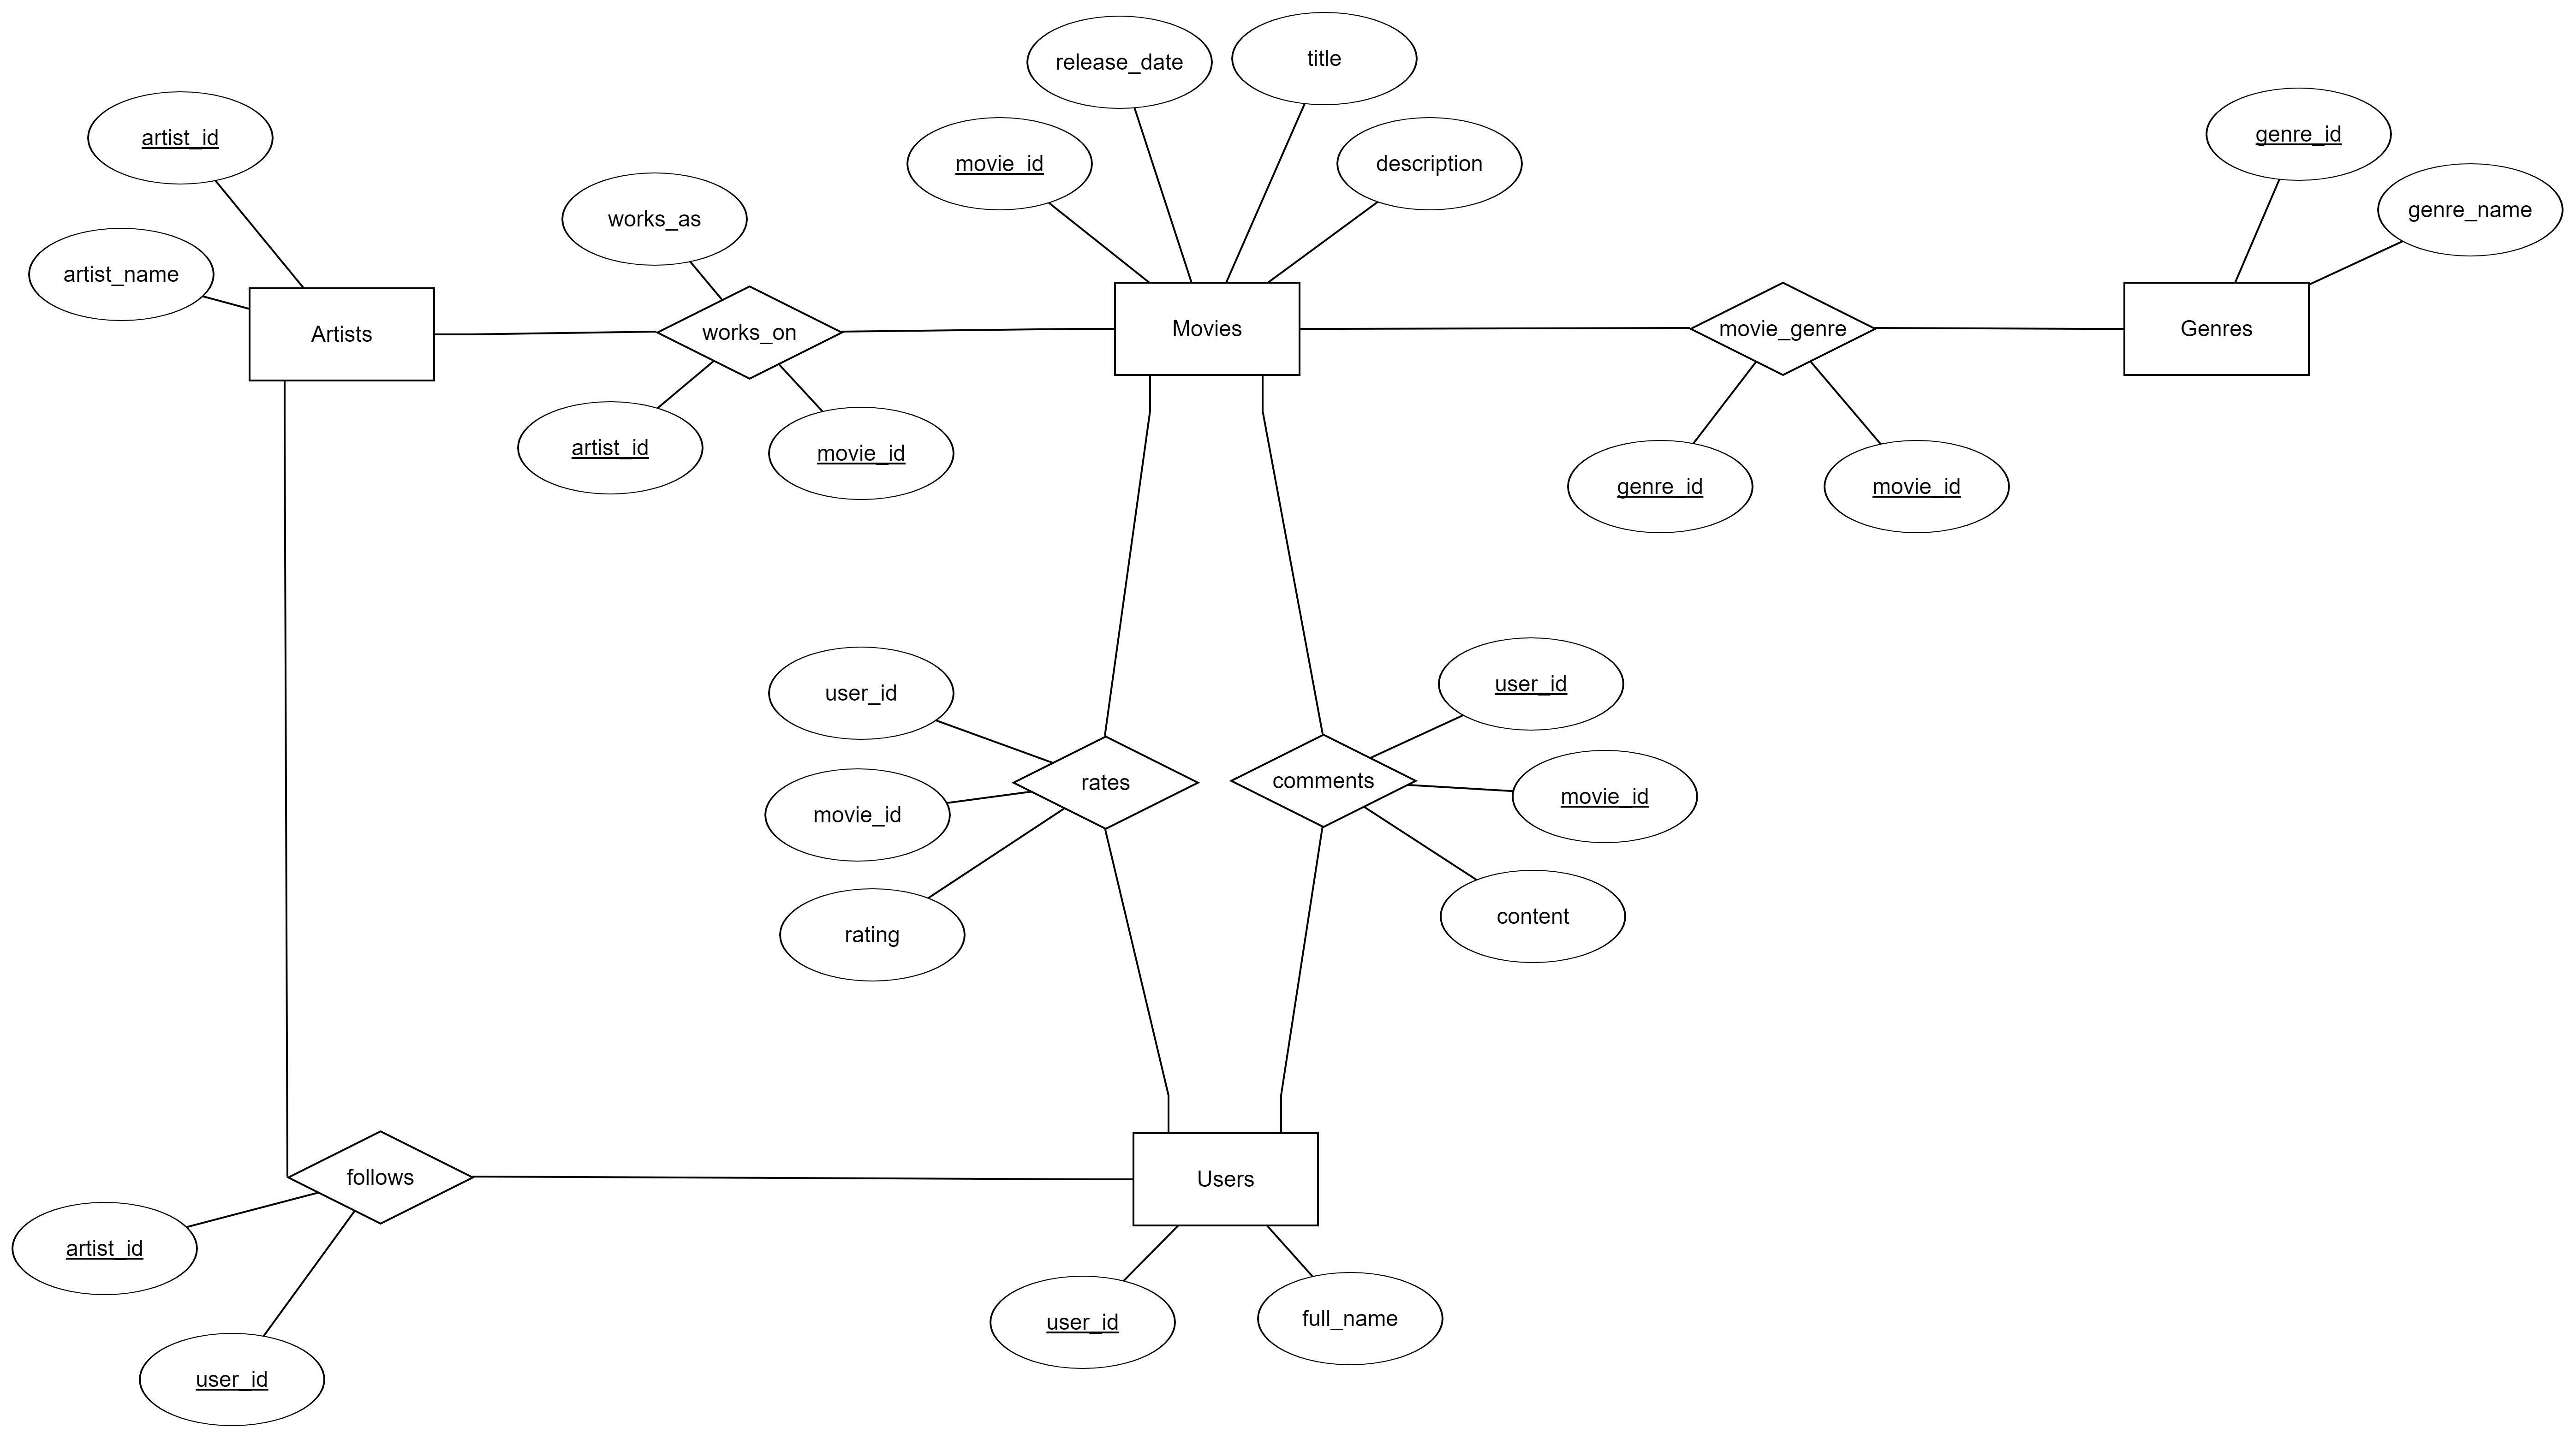 release_date
title
artist_id
genre_id
movie_id
description
genre_name
works_as
artist_name
Artists
works_on
Movies
movie_genre
Genres
artist_id
movie_id
genre_id
movie_id
user_id
user_id
rates
comments
movie_id
movie_id
rating
content
follows
Users
artist_id
user_id
full_name
user_id